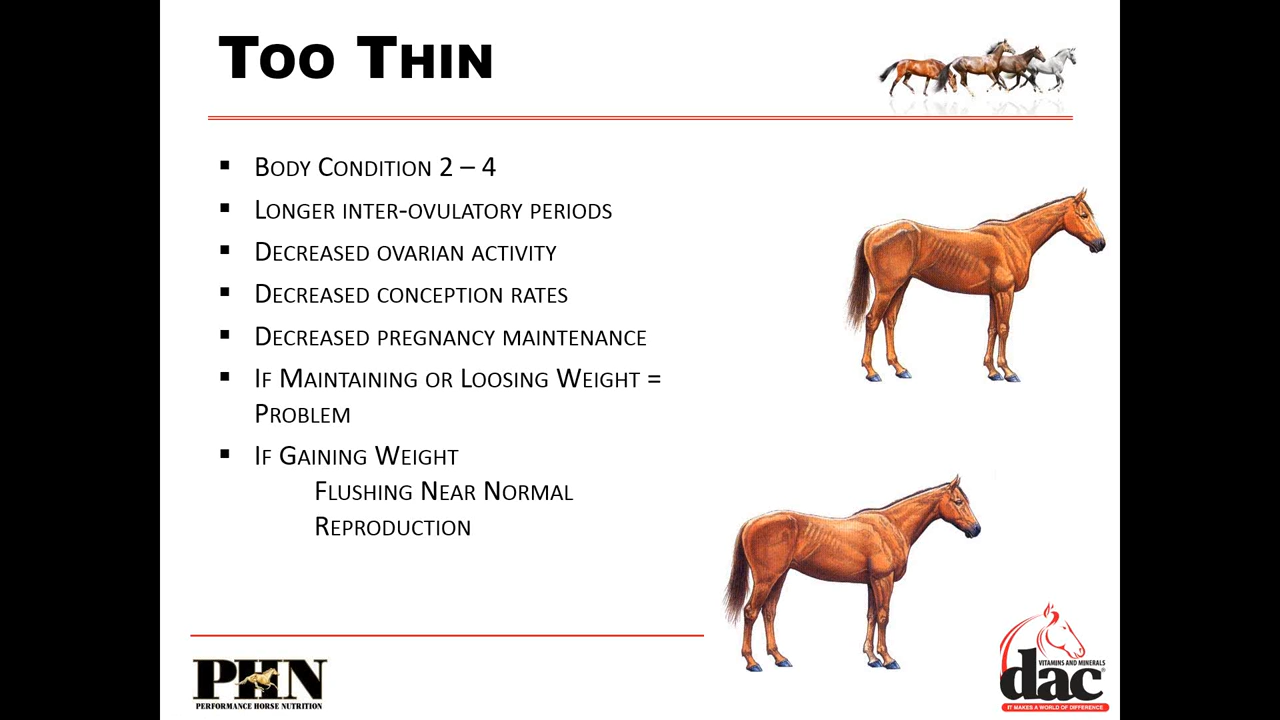 Too Thin
▪ Body Condition 2 – 4
▪ Longer inter-ovulatory periods
▪ Decreased ovarian activity
▪ Decreased conception rates
▪ Decreased pregnancy maintenance
▪ If Maintaining or Loosing Weight =
Problem
▪ If Gaining Weight
Flushing Near Normal
Reproduction
PHN
PERFORMANCE HORSE NUTRITION
VITAMINS AND MINERALS
dac®
IT MAKES A WORLD OF DIFFERENCE